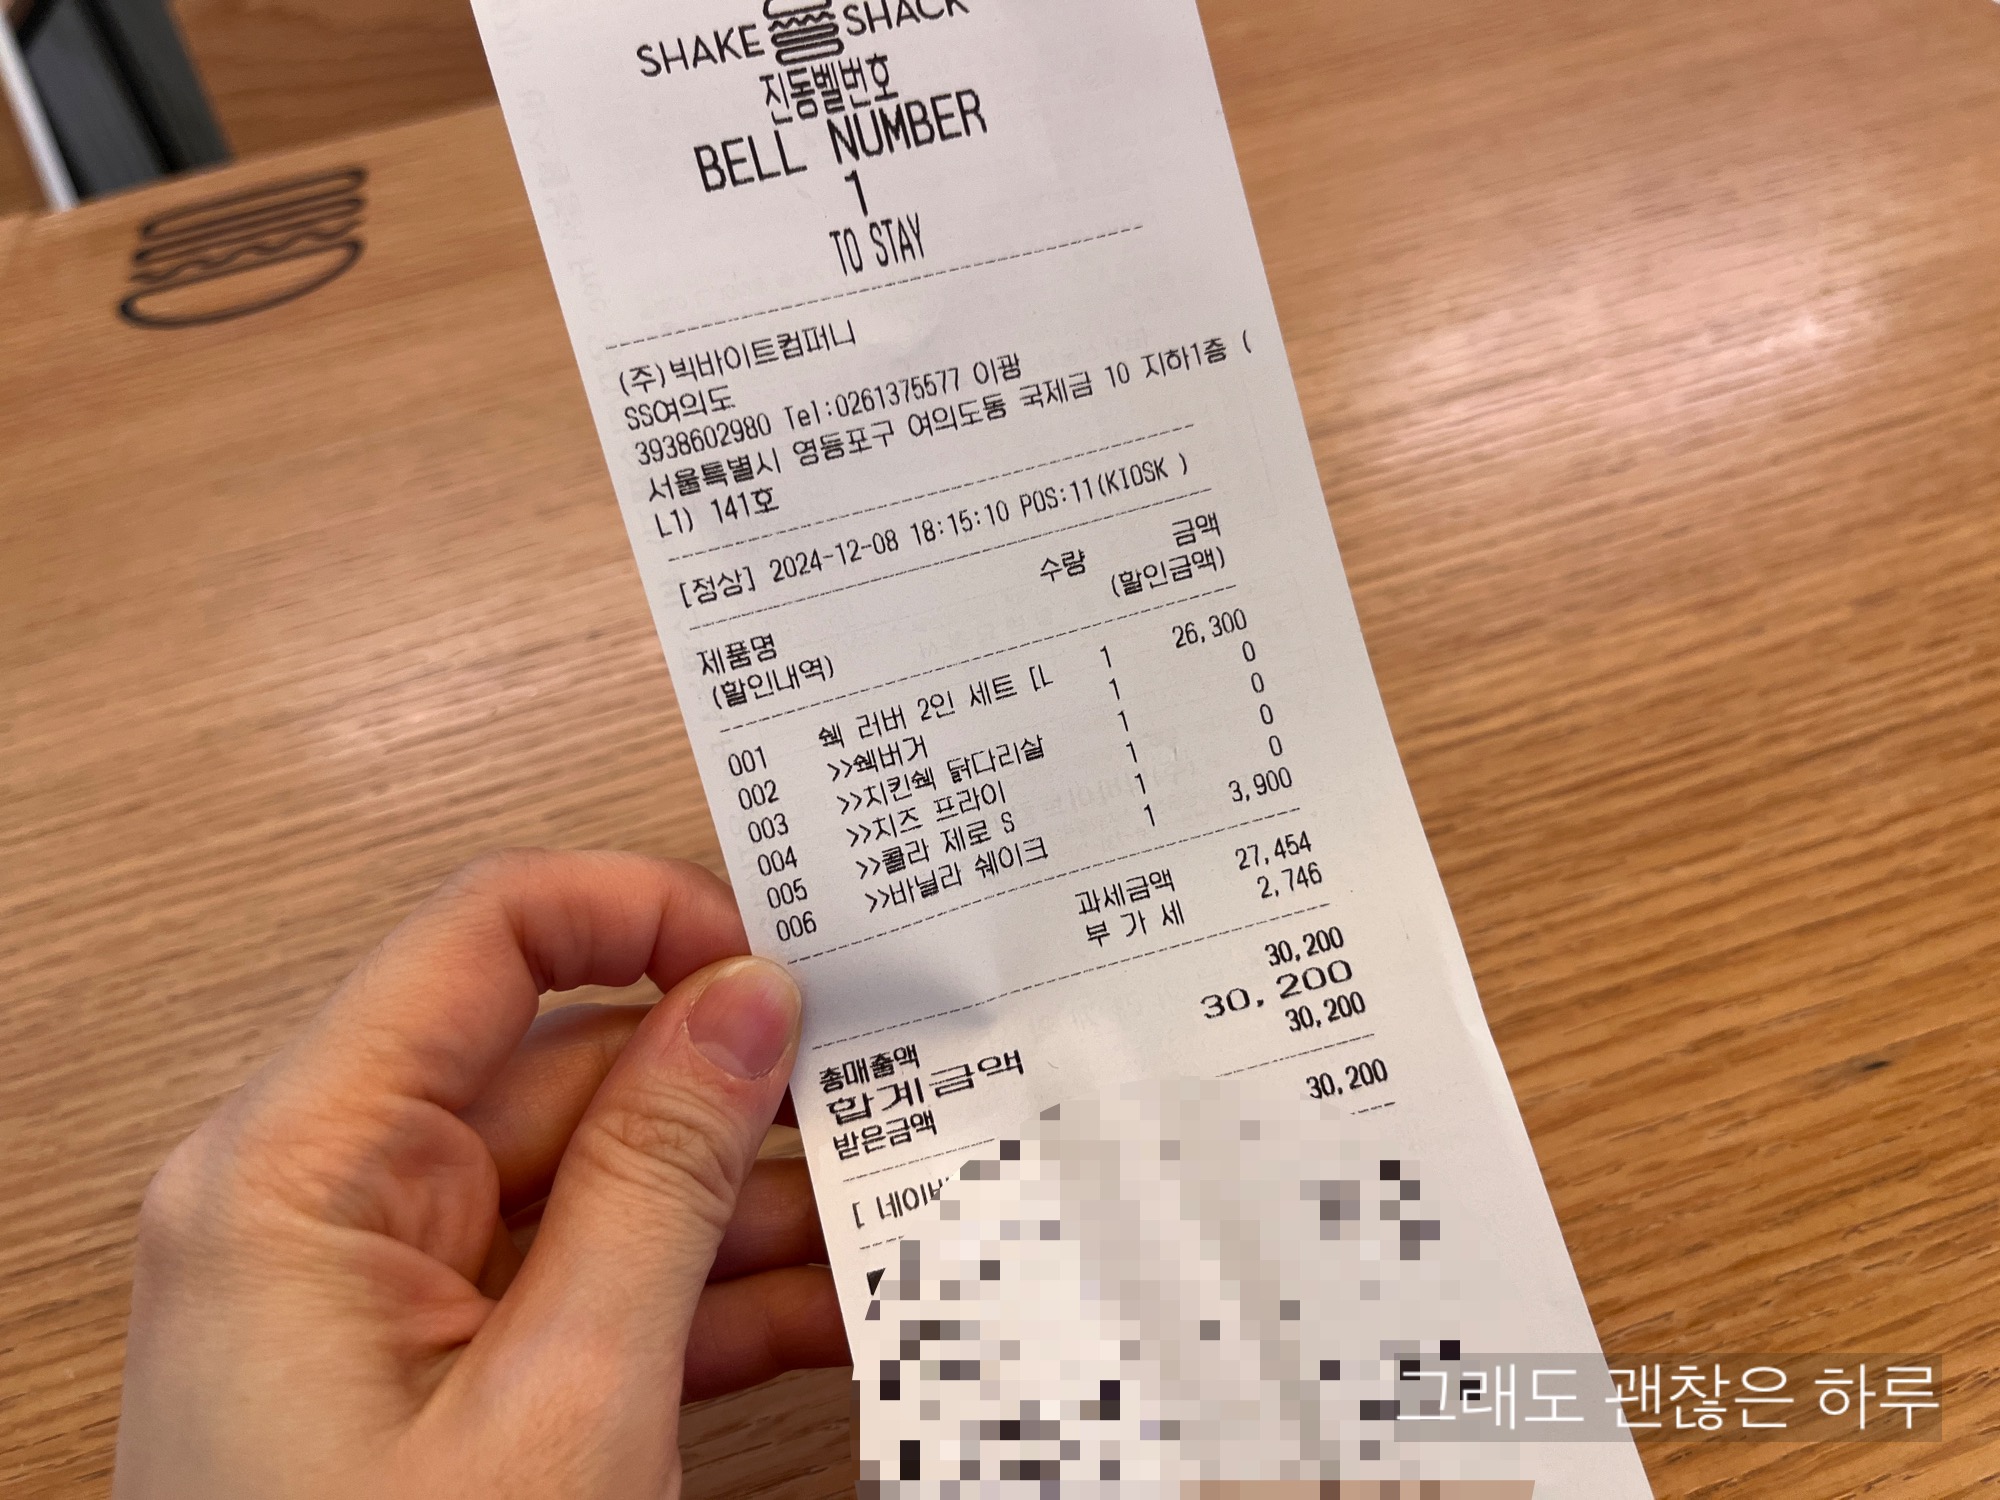 SHAKE SHACK
진동벨번호
BELL NUMBER
1
TO STAY
(주)빅바이트컴퍼니
SS여의도
3938602980 Tel:0261375577 이광
서울특별시 영등포구 여의도동 국제금 10 지하1층 (
L1) 141호
[정상] 2024-12-08 18:15:10 POS:11(KIOSK )
제품명 수량 금액
(할인내역) (할인금액)
001 쉑 러버 2인 세트 [L 1 26,300
002 >>쉑버거 1 0
003 >>치킨쉑 닭다리살 1 0
004 >>치즈 프라이 1 0
005 >>콜라 제로 S 1 0
006 >>바닐라 쉐이크 1 3,900
과세금액 27,454
부 가 세 2,746
총매출액 30,200
합계금액 30,200
받은금액 30,200
[ 네이버 30,200
그래도 괜찮은 하루